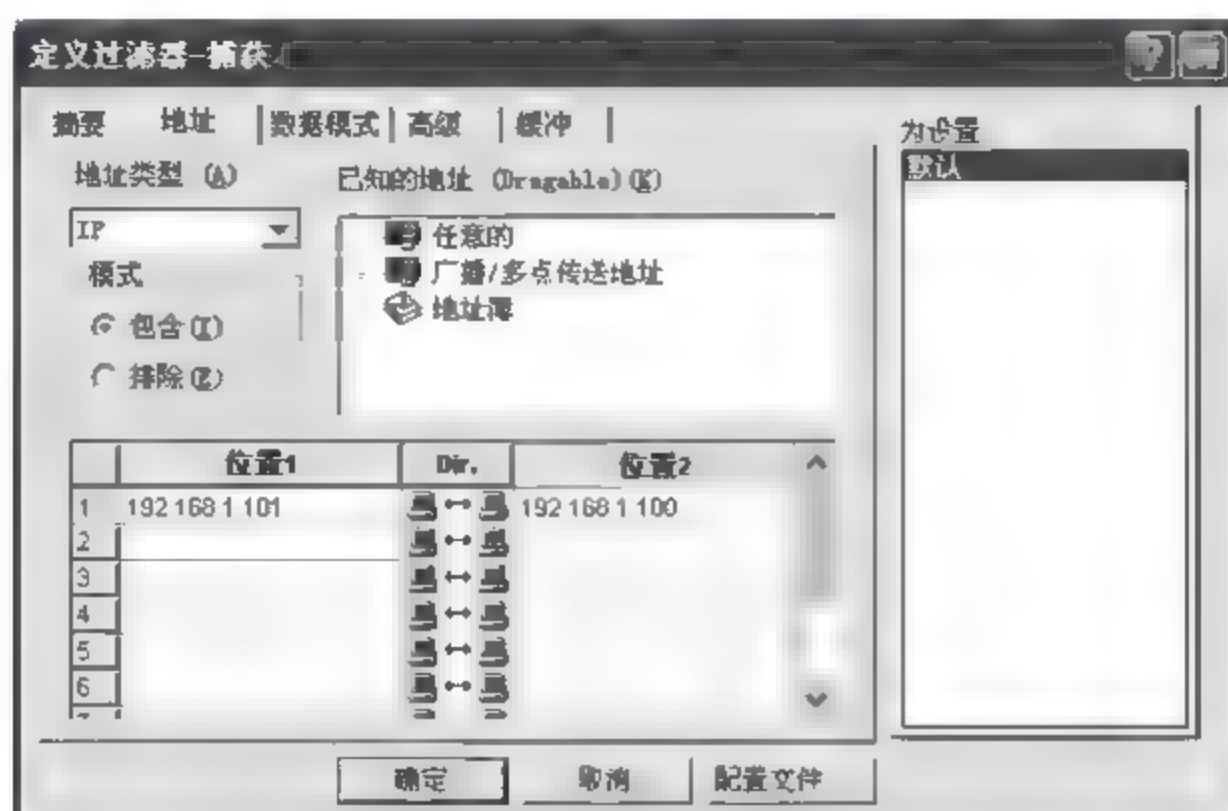 定义过滤器-捕获
摘要 地址 数据模式 高级 缓冲
地址类型 (A)
IP
模式
包含(I)
排除(E)
已知的地址 (Dragable)(K)
任意的
广播/多点传送地址
地址薄
为设置
默认
位置1 Dir. 位置2
1 192 168 1 101 192 168 1 100
2
3
4
5
6
确定 取消 配置文件